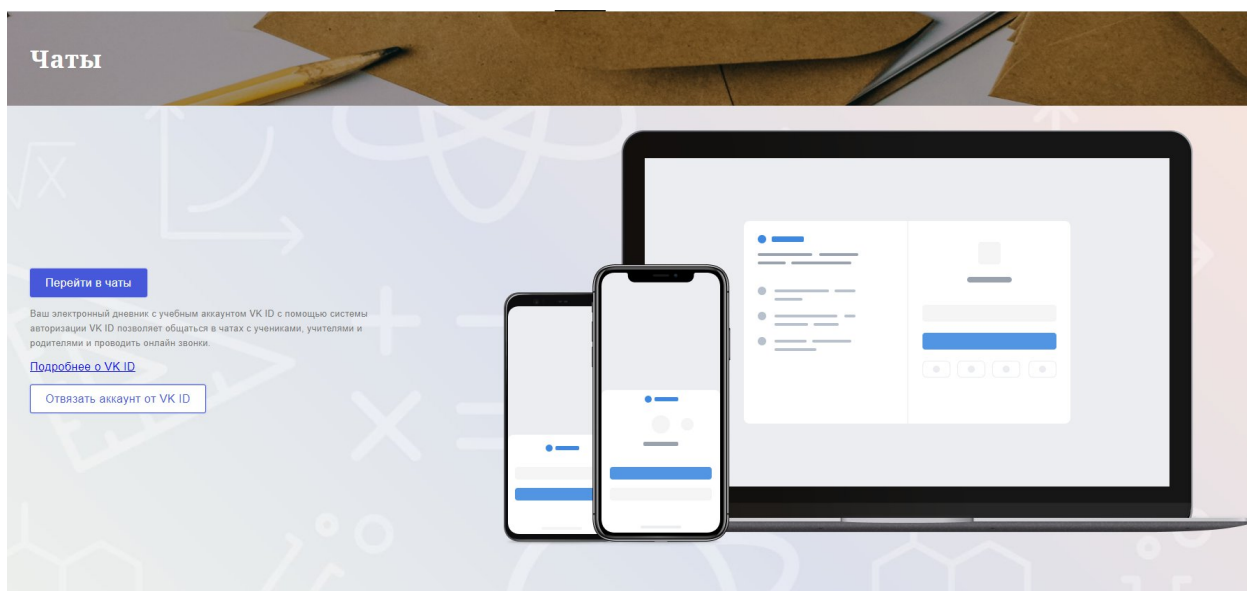 Чаты
Перейти в чаты
Ваш электронный дневник с учебным аккаунтом VK ID с помощью системы
авторизации VK ID позволяет общаться в чатах с учениками, учителями и
родителями и проводить онлайн звонки.
Подробнее о VK ID
Отвязать аккаунт от VK ID